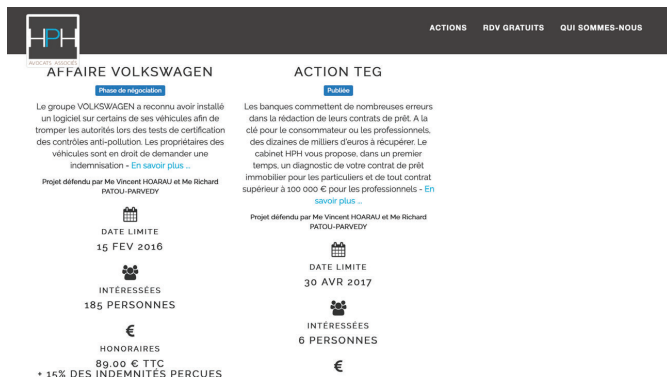 ACTIONS RDV GRATUITS QUI SOMMES-NOUS
HPH
AVOCATS ASSOCIÉS
AFFAIRE VOLKSWAGEN
Phase de négociation
Le groupe VOLKSWAGEN a reconnu avoir installé
un logiciel sur certains de ses véhicules afin de
tromper les autorités lors des tests de certification
des contrôles anti-pollution. Les propriétaires des
véhicules sont en droit de demander une
indemnisation - En savoir plus ...
Projet défendu par Me Vincent HOARAU et Me Richard
PATOU-PARVEDY
DATE LIMITE
15 FEV 2016
INTÉRESSÉES
185 PERSONNES
€
HONORAIRES
89.00 € TTC
+ 15% DES INDEMNITÉS PERÇUES
ACTION TEG
Publiée
Les banques commettent de nombreuses erreurs
dans la rédaction de leurs contrats de prêt. A la
clé pour le consommateur ou les professionnels,
des dizaines de milliers d'euros à récupérer. Le
cabinet HPH vous propose, dans un premier
temps, un diagnostic de votre contrat de prêt
immobilier pour les particuliers et de tout contrat
supérieur à 100 000 € pour les professionnels - En
savoir plus ...
Projet défendu par Me Vincent HOARAU et Me Richard
PATOU-PARVEDY
DATE LIMITE
30 AVR 2017
INTÉRESSÉES
6 PERSONNES
€